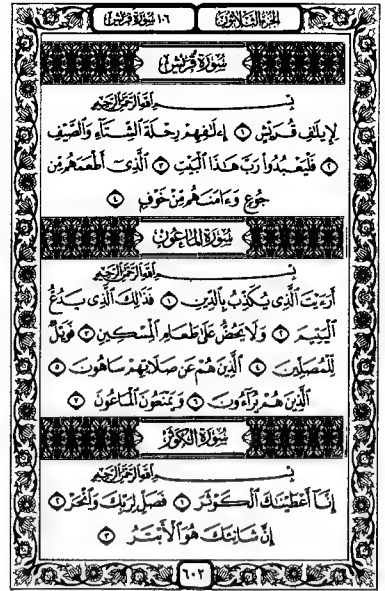 الجزء الثلاثون ١٠٦ سورة قريش
سورة قريش
بسم الله الرحمن الرحيم
لِإِيلَٰفِ قُرَيْشٍ ١ إِۦلَٰفِهِمْ رِحْلَةَ ٱلشِّتَآءِ وَٱلصَّيْفِ
٢ فَلْيَعْبُدُوا۟ رَبَّ هَٰذَا ٱلْبَيْتِ ٣ ٱلَّذِىٓ أَطْعَمَهُم مِّن
جُوعٍ وَءَامَنَهُم مِّنْ خَوْفٍۭ ٤
سورة الماعون
بسم الله الرحمن الرحيم
أَرَءَيْتَ ٱلَّذِى يُكَذِّبُ بِٱلدِّينِ ١ فَذَٰلِكَ ٱلَّذِى يَدُعُّ
ٱلْيَتِيمَ ٢ وَلَا يَحُضُّ عَلَىٰ طَعَامِ ٱلْمِسْكِينِ ٣ فَوَيْلٌ
لِّلْمُصَلِّينَ ٤ ٱلَّذِينَ هُمْ عَن صَلَاتِهِمْ سَاهُونَ ٥
ٱلَّذِينَ هُمْ يُرَآءُونَ ٦ وَيَمْنَعُونَ ٱلْمَاعُونَ ٧
سورة الكوثر
بسم الله الرحمن الرحيم
إِنَّآ أَعْطَيْنَٰكَ ٱلْكَوْثَرَ ١ فَصَلِّ لِرَبِّكَ وَٱنْحَرْ ٢
إِنَّ شَانِئَكَ هُوَ ٱلْأَبْتَرُ ٣
٦٠٢